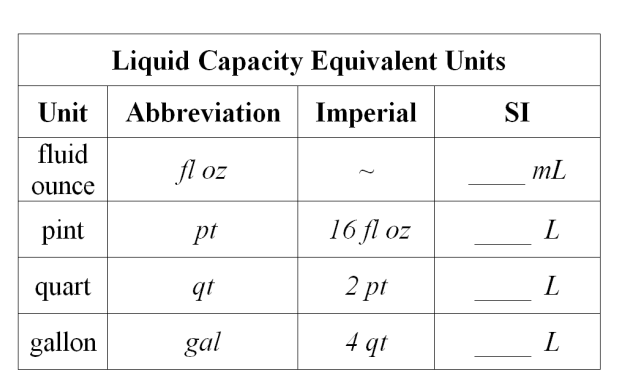 Liquid Capacity Equivalent Units
Unit Abbreviation Imperial SI
fluid ounce fl oz ~ ____ mL
pint pt 16 fl oz ____ L
quart qt 2 pt ____ L
gallon gal 4 qt ____ L